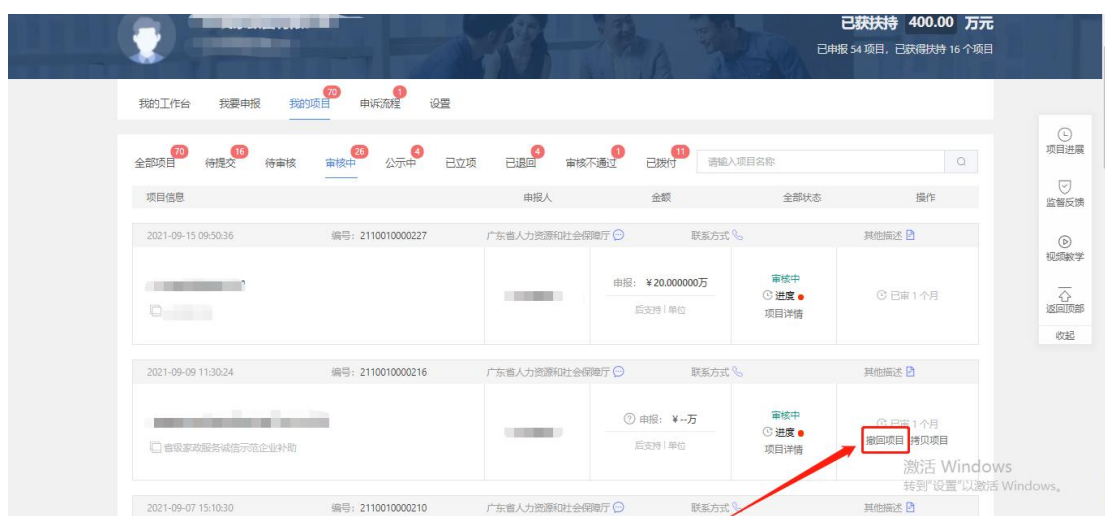 已获扶持 400.00 万元
已申报 54 项目，已获得扶持 16 个项目
我的工作台 我要申报 我的项目 70 申诉流程 1 设置
全部项目 70 待提交 16 待审核 审核中 26 公示中 4 已立项 已退回 4 审核不通过 1 已拨付 11 请输入项目名称
项目信息 申报人 金额 全部状态 操作
2021-09-15 09:50:36 编号：2110010000227 广东省人力资源和社会保障厅 联系方式 其他描述
申报：￥20.000000万
后支持 | 单位
审核中
进度
项目详情
已审 1 个月
2021-09-09 11:30:24 编号：2110010000216 广东省人力资源和社会保障厅 联系方式 其他描述
省级家政服务诚信示范企业补助
申报：￥--万
后支持 | 单位
审核中
进度
项目详情
已审 1 个月
撤回项目 拷贝项目
2021-09-07 15:10:30 编号：2110010000210 广东省人力资源和社会保障厅 联系方式 其他描述
项目进展
监督反馈
视频教学
返回顶部
收起
激活 Windows
转到"设置"以激活 Windows。